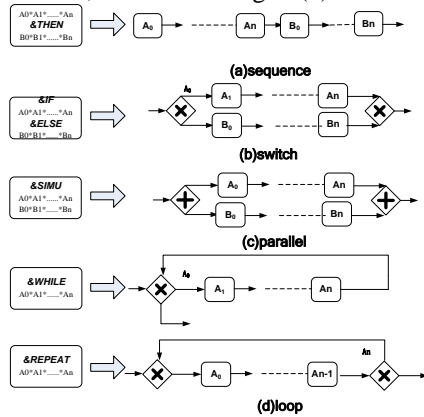 A0*A1*......*An
&THEN
B0*B1*......*Bn
A₀
An
B₀
Bn
(a)sequence
&IF
A0*A1*......*An
&ELSE
B0*B1*......*Bn
A₀
A₁
An
B₀
Bn
(b)switch
&SIMU
A0*A1*......*An
B0*B1*......*Bn
A₀
An
B₀
Bn
(c)parallel
&WHILE
A0*A1*......*An
A₀
A₁
An
&REPEAT
A0*A1*......*An
A₀
An-1
An
(d)loop